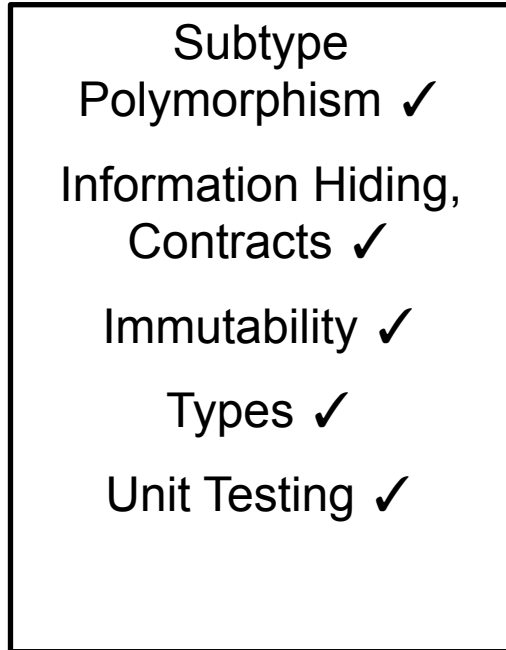 Subtype
Polymorphism ✓
Information Hiding,
Contracts ✓
Immutability ✓
Types ✓
Unit Testing ✓